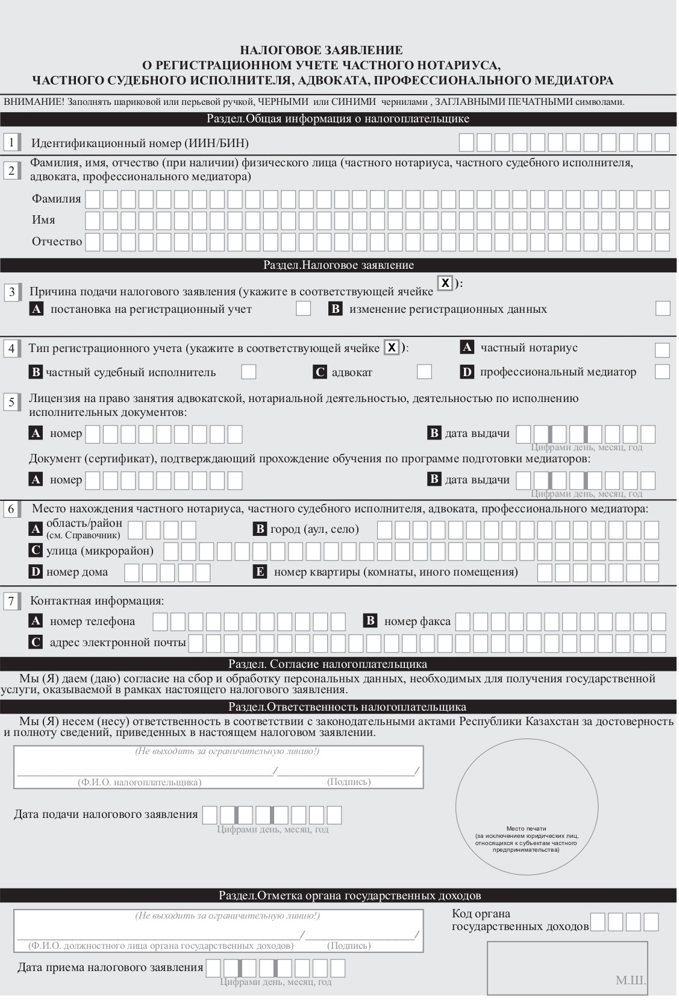 НАЛОГОВОЕ ЗАЯВЛЕНИЕ
О РЕГИСТРАЦИОННОМ УЧЕТЕ ЧАСТНОГО НОТАРИУСА,
ЧАСТНОГО СУДЕБНОГО ИСПОЛНИТЕЛЯ, АДВОКАТА, ПРОФЕССИОНАЛЬНОГО МЕДИАТОРА
ВНИМАНИЕ! Заполнять шариковой или перьевой ручкой, ЧЕРНЫМИ или СИНИМИ чернилами , ЗАГЛАВНЫМИ ПЕЧАТНЫМИ символами.
Раздел.Общая информация о налогоплательщике
1 Идентификационный номер (ИИН/БИН)
2 Фамилия, имя, отчество (при наличии) физического лица (частного нотариуса, частного судебного исполнителя,
адвоката, профессионального медиатора)
Фамилия
Имя
Отчество
Раздел.Налоговое заявление
3 Причина подачи налогового заявления (укажите в соответствующей ячейке X ):
A постановка на регистрационный учет B изменение регистрационных данных
4 Тип регистрационного учета (укажите в соответствующей ячейке X ): A частный нотариус
B частный судебный исполнитель C адвокат D профессиональный медиатор
5 Лицензия на право занятия адвокатской, нотариальной деятельностью, деятельностью по исполнению
исполнительных документов:
A номер B дата выдачи
Цифрами день, месяц, год
Документ (сертификат), подтверждающий прохождение обучения по программе подготовки медиаторов:
A номер B дата выдачи
Цифрами день, месяц, год
6 Место нахождения частного нотариуса, частного судебного исполнителя, адвоката, профессионального медиатора:
A область/район B город (аул, село)
(см. Справочник)
C улица (микрорайон)
D номер дома E номер квартиры (комнаты, иного помещения)
7 Контактная информация:
A номер телефона B номер факса
C адрес электронной почты
Раздел. Согласие налогоплательщика
Мы (Я) даем (даю) согласие на сбор и обработку персональных данных, необходимых для получения государственной
услуги, оказываемой в рамках настоящего налогового заявления.
Раздел.Ответственность налогоплательщика
Мы (Я) несем (несу) ответственность в соответствии с законодательными актами Республики Казахстан за достоверность
и полноту сведений, приведенных в настоящем налоговом заявлении.
(Не выходить за ограничительную линию!)
/ /
(Ф.И.О. налогоплательщика) (Подпись)
Дата подачи налогового заявления
Цифрами день, месяц, год
Место печати
(за исключением юридических лиц,
относящихся к субъектам частного
предпринимательства)
Раздел.Отметка органа государственных доходов
(Не выходить за ограничительную линию!)
/ /
(Ф.И.О. должностного лица органа государственных доходов) (Подпись)
Код органа
государственных доходов
Дата приема налогового заявления
Цифрами день, месяц, год
М.Ш.